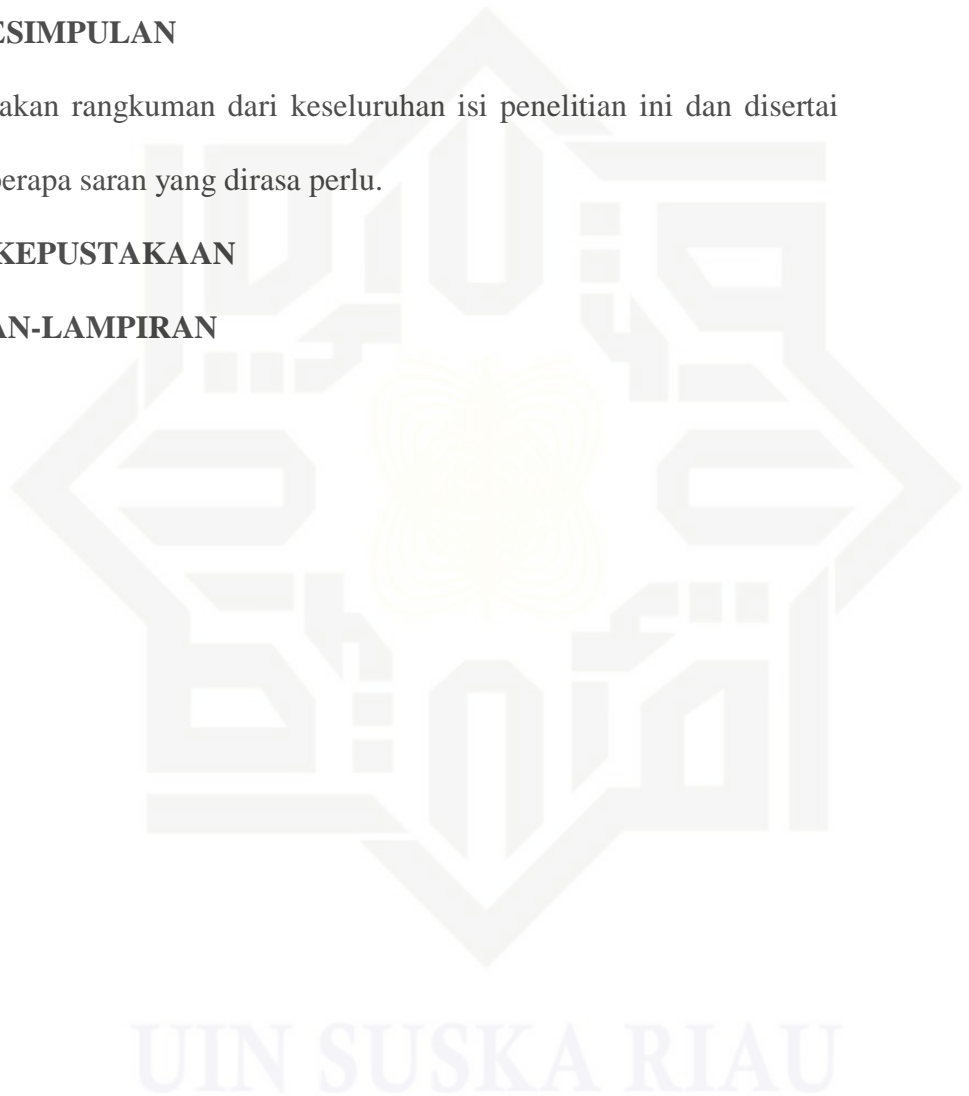 ESIMPULAN
akan rangkuman dari keseluruhan isi penelitian ini dan disertai
berapa saran yang dirasa perlu.
KEPUSTAKAAN
AN-LAMPIRAN
UIN SUSKA RIAU